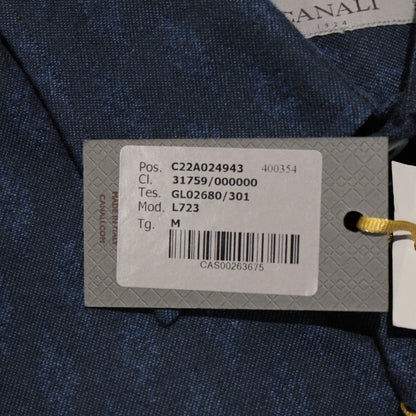 CANALI
1934
Pos. C22A024943 400354
Cl. 31759/000000
Tes. GL02680/301
Mod. L723
Tg. M
CAS00263675
MADE IN ITALY
CANALI.COM